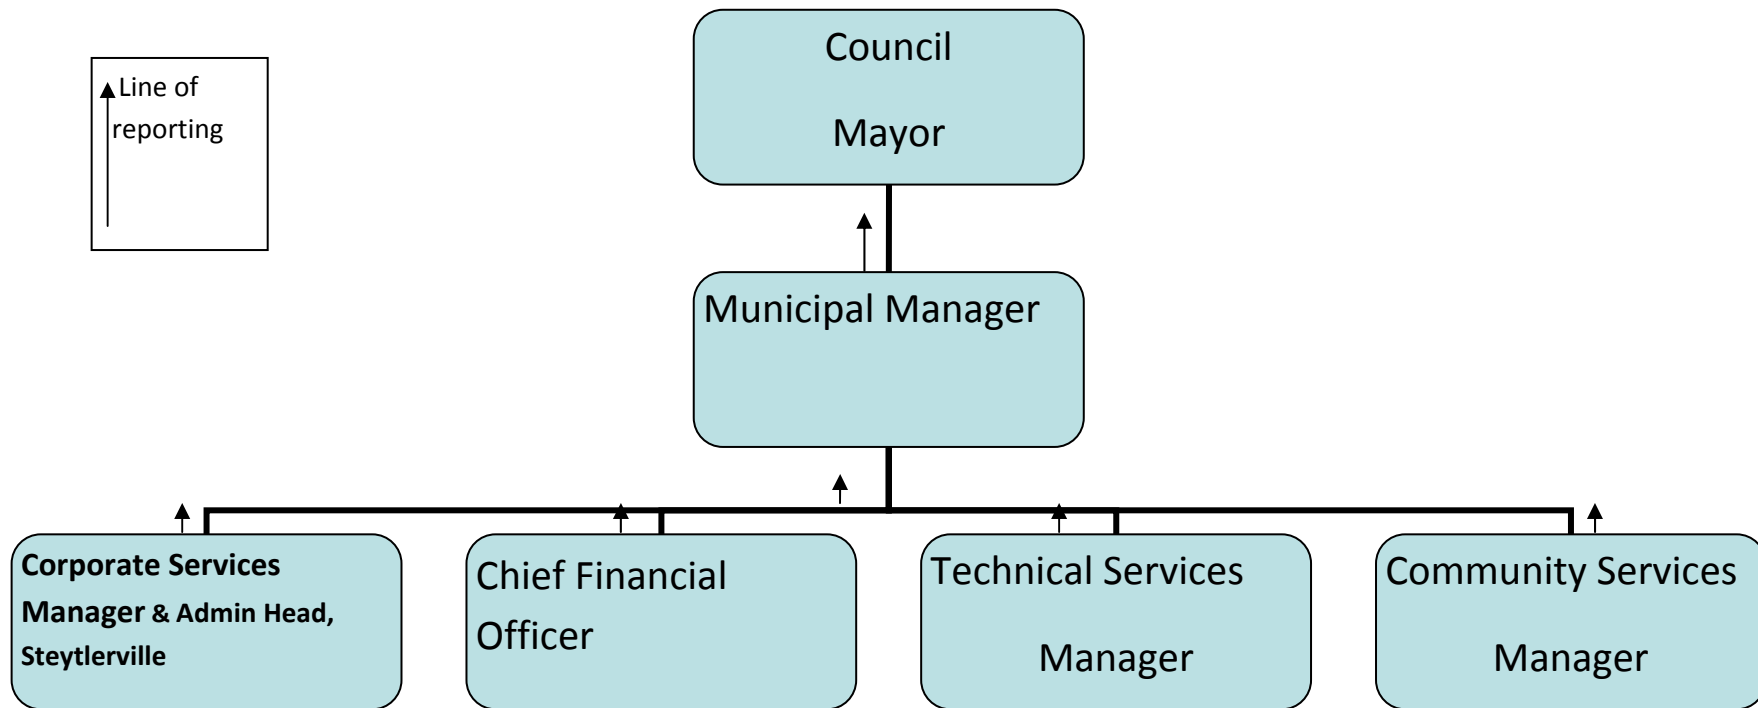 Line of
reporting
Council
Mayor
Municipal Manager
Corporate Services
Manager & Admin Head,
Steytlerville
Chief Financial
Officer
Technical Services
Manager
Community Services
Manager